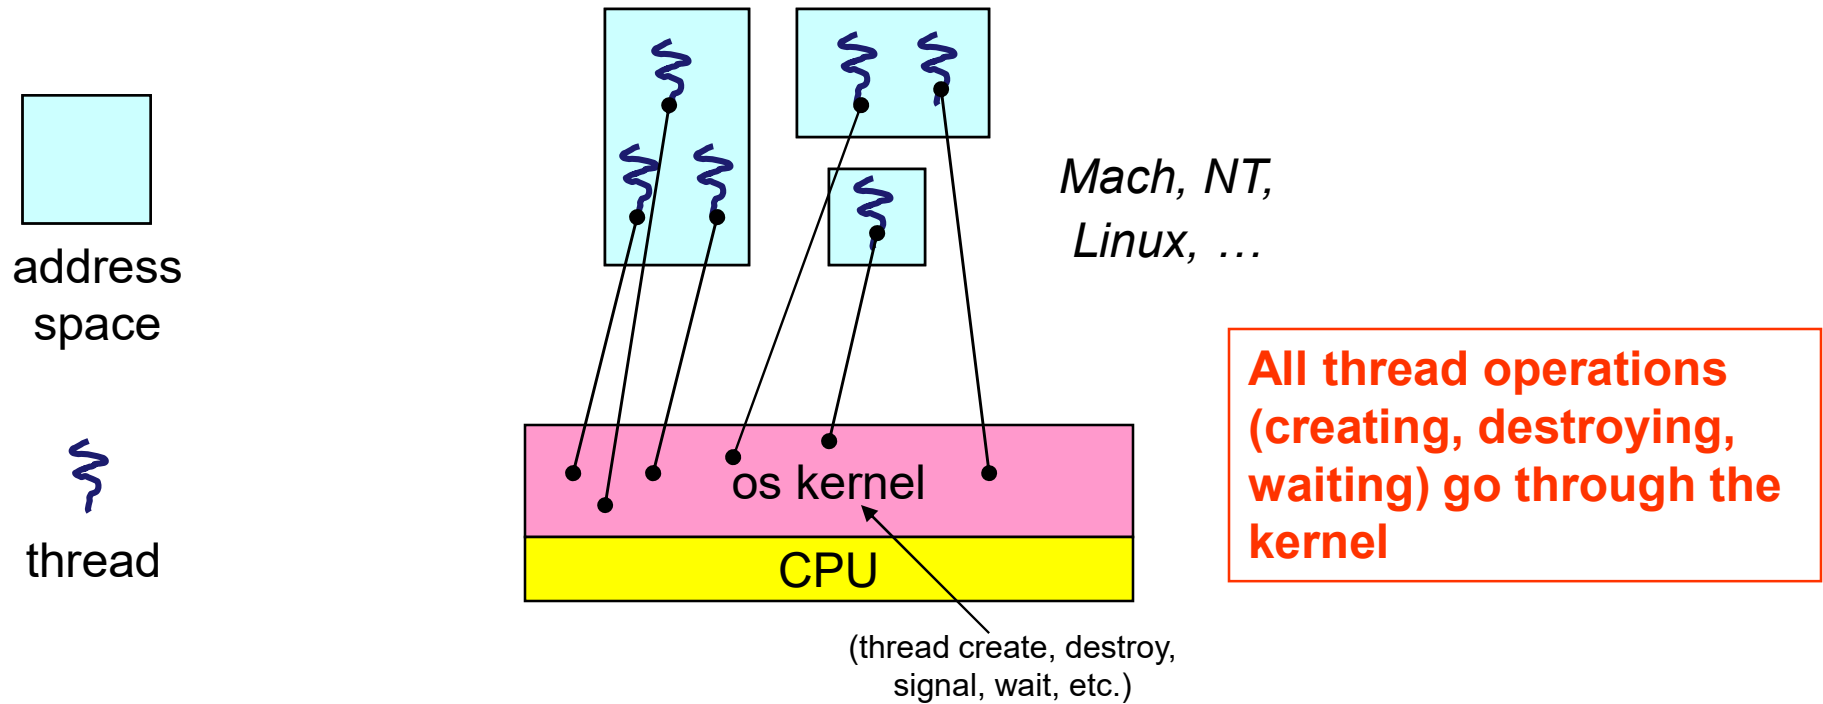 address
space
thread
Mach, NT,
Linux, …
os kernel
CPU
(thread create, destroy,
signal, wait, etc.)
All thread operations
(creating, destroying,
waiting) go through the
kernel